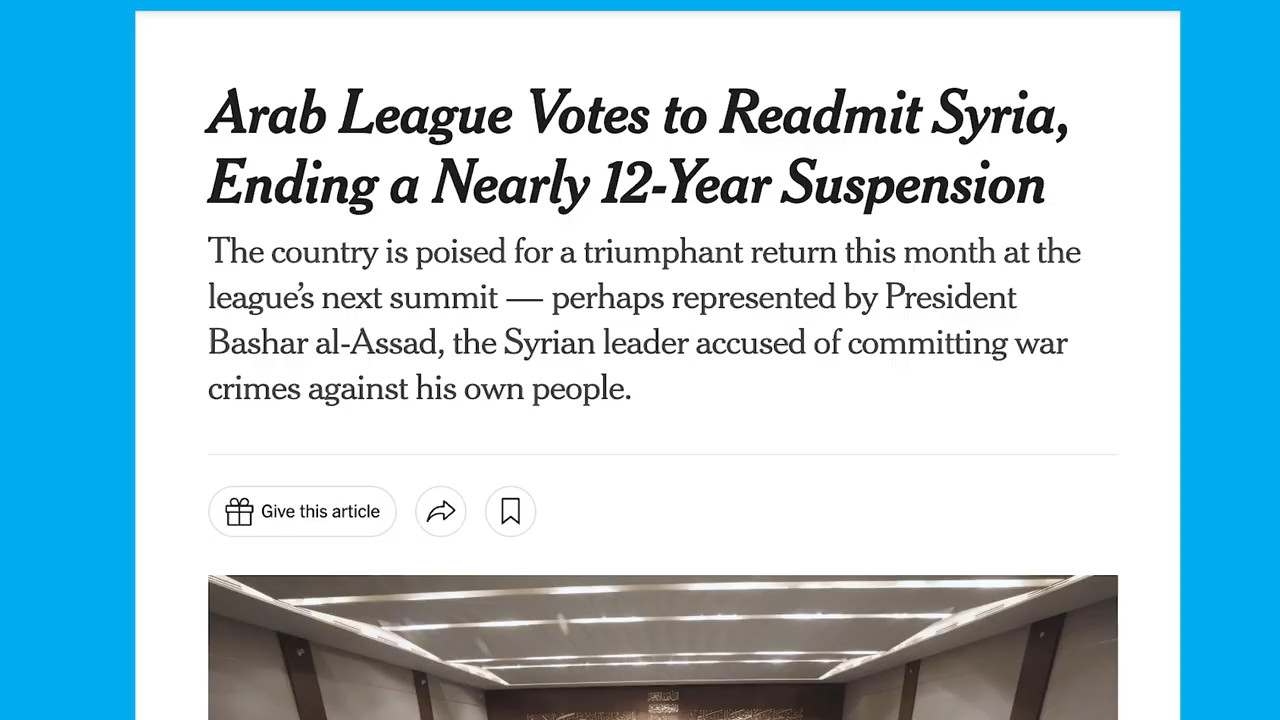 Arab League Votes to Readmit Syria,
Ending a Nearly 12-Year Suspension
The country is poised for a triumphant return this month at the
league’s next summit — perhaps represented by President
Bashar al-Assad, the Syrian leader accused of committing war
crimes against his own people.
Give this article